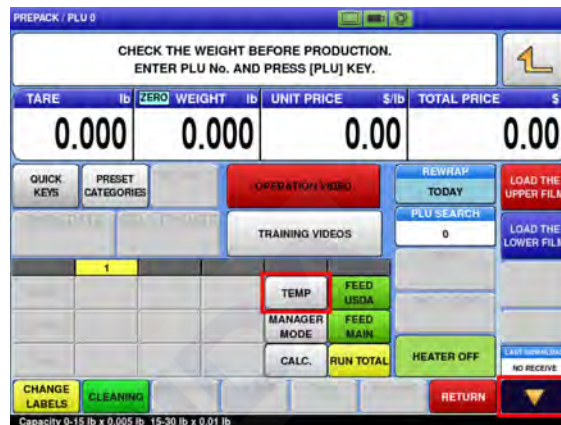 PREPACK / PLU 0
CHECK THE WEIGHT BEFORE PRODUCTION.
ENTER PLU No. AND PRESS [PLU] KEY.
TARE lb ZERO WEIGHT lb UNIT PRICE $/lb TOTAL PRICE $
0.000 0.000 0.00 0.00
QUICK KEYS
PRESET CATEGORIES
OPERATION VIDEO
REWRAP
TODAY
LOAD THE UPPER FILM
TRAINING VIDEOS
PLU SEARCH
0
LOAD THE LOWER FILM
1
TEMP
FEED USDA
MANAGER MODE
FEED MAIN
CALC.
RUN TOTAL
HEATER OFF
LAST DOWNLOAD
NO RECEIVE
CHANGE LABELS
CLEANING
RETURN
Capacity 0-15 lb x 0.005 lb 15-30 lb x 0.01 lb